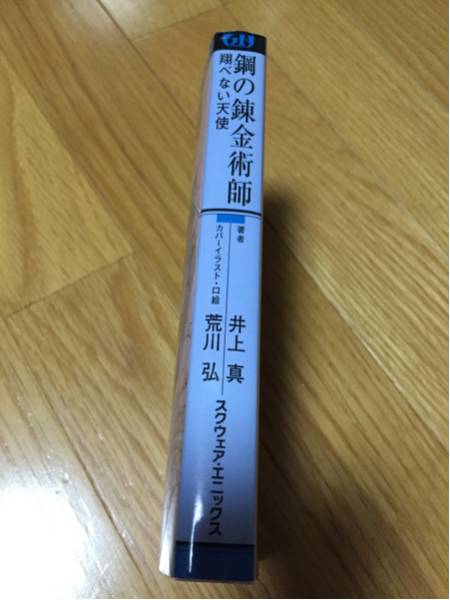 鋼の錬金術師
翔べない天使
著者
井上 真
カバーイラスト・口絵
荒川 弘
スクウェア・エニックス